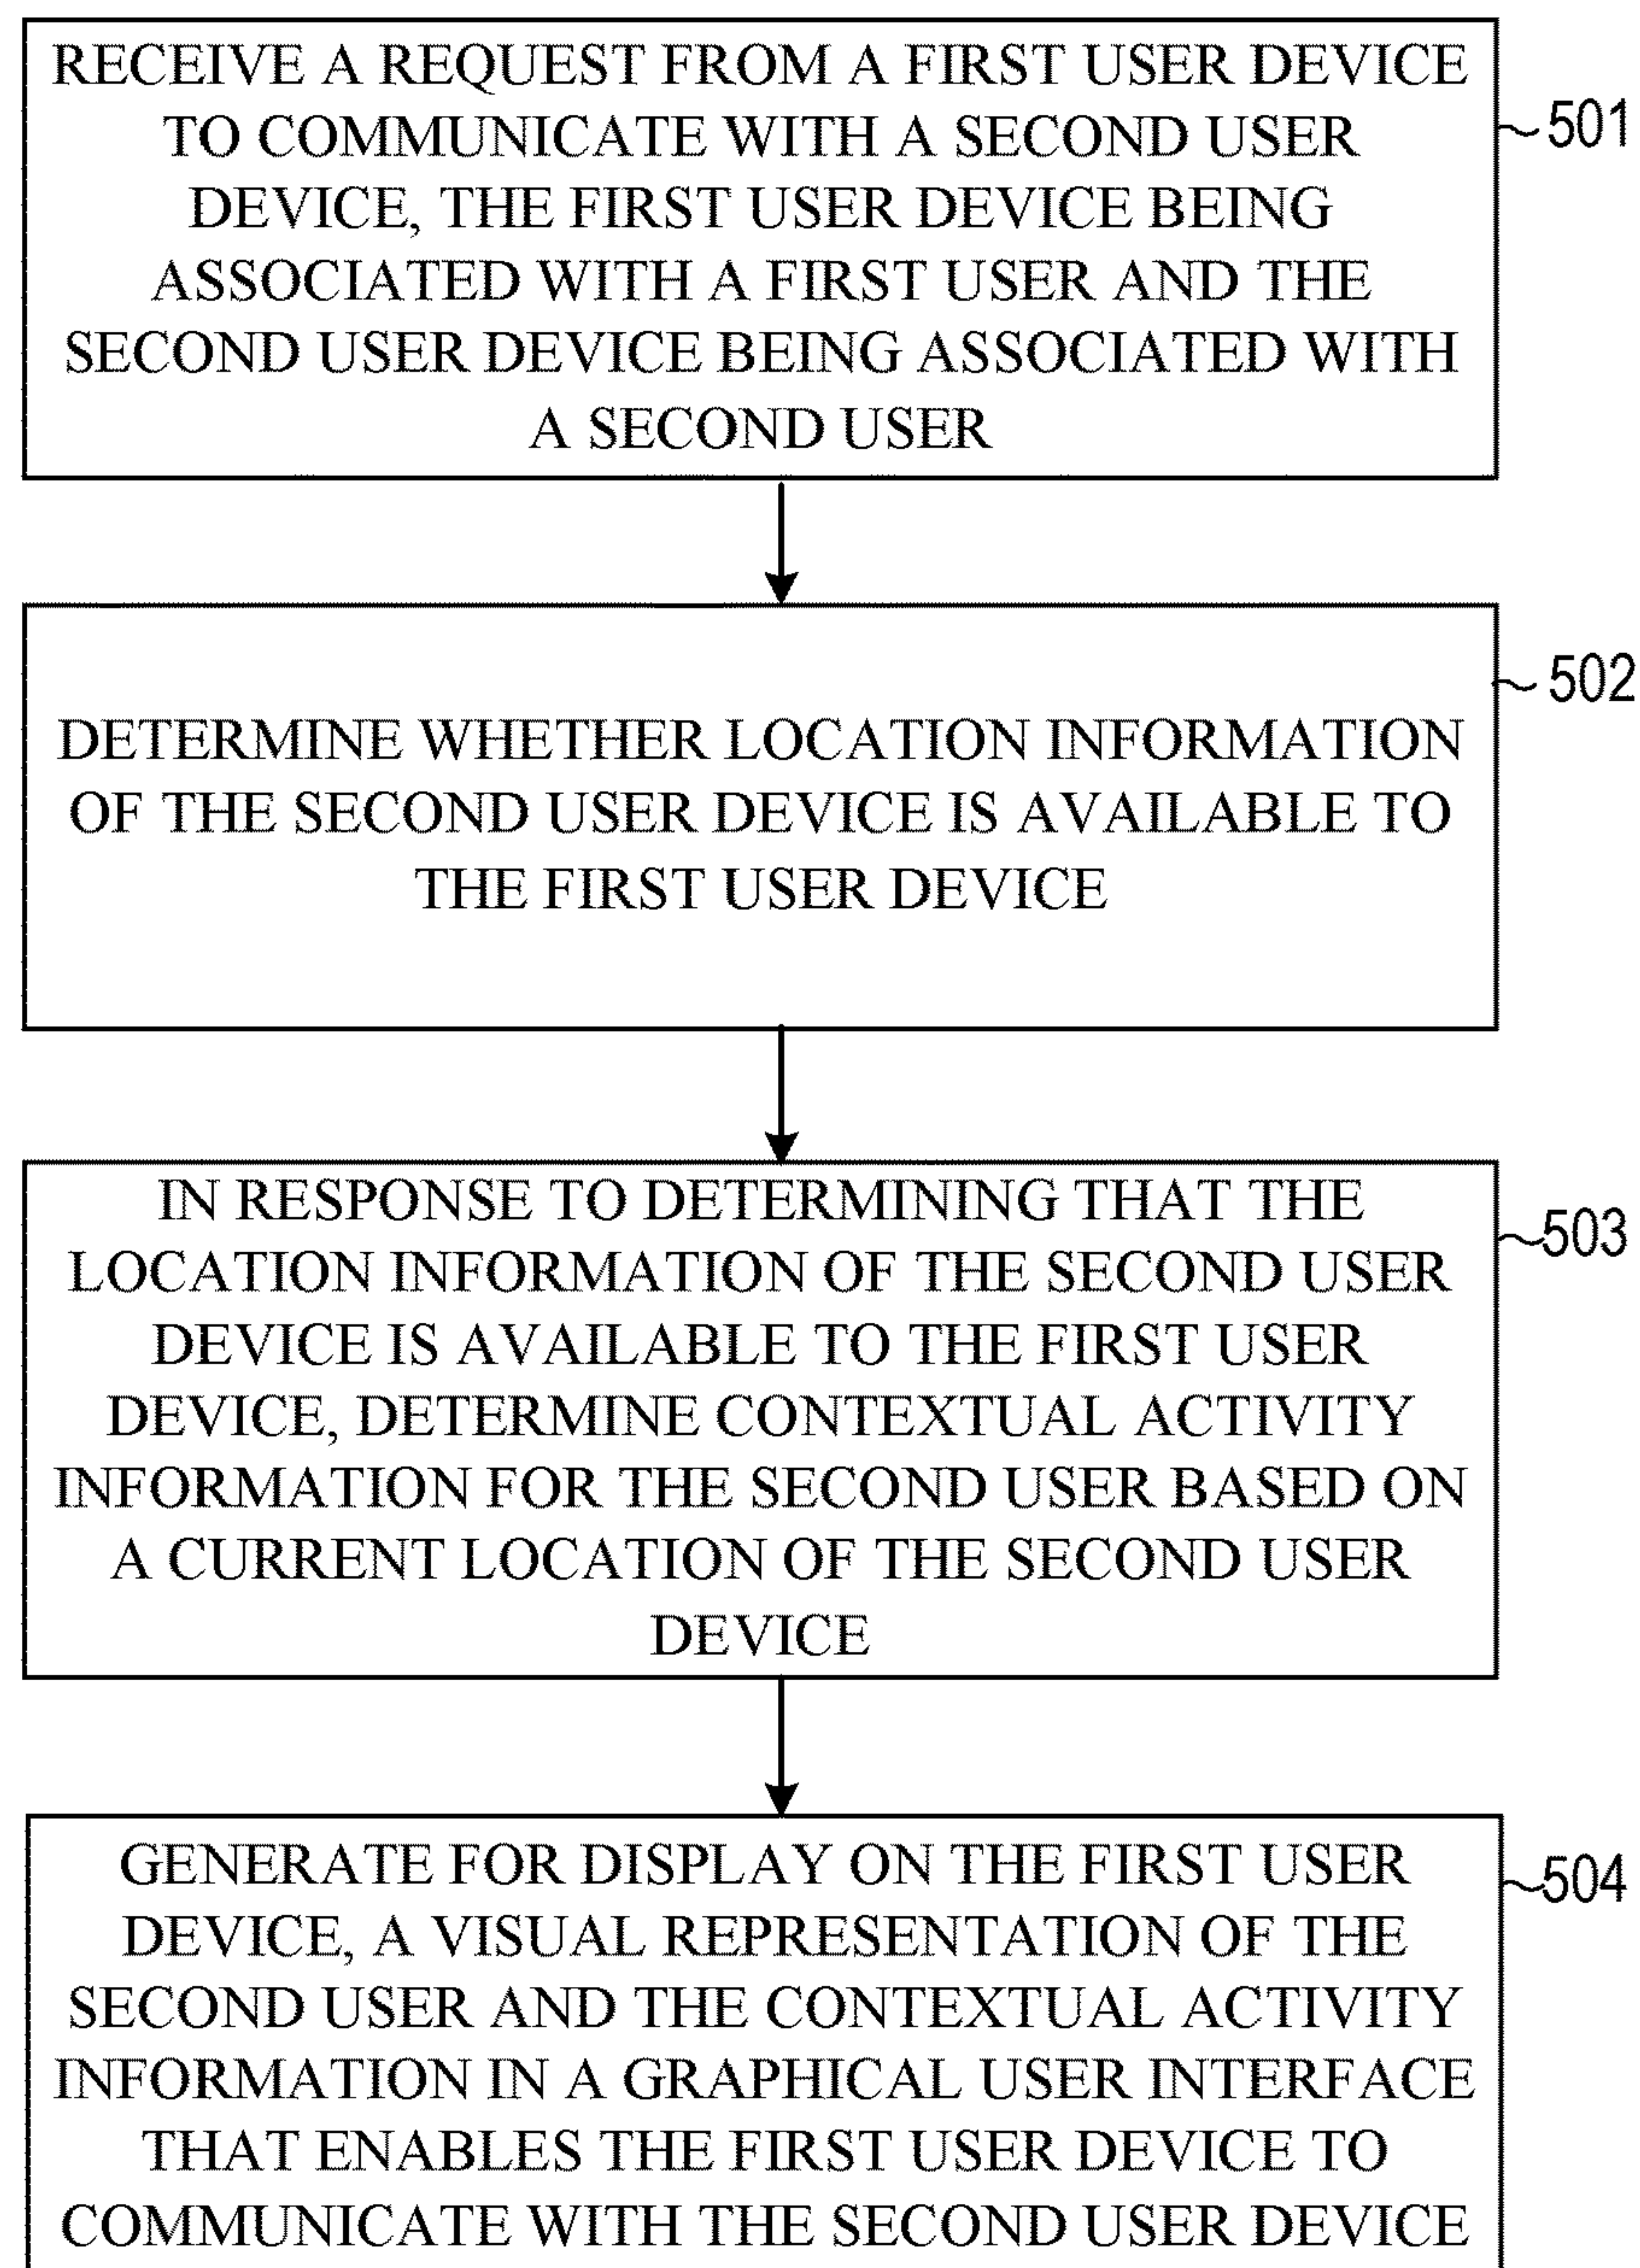 RECEIVE A REQUEST FROM A FIRST USER DEVICE
TO COMMUNICATE WITH A SECOND USER
DEVICE, THE FIRST USER DEVICE BEING
ASSOCIATED WITH A FIRST USER AND THE
SECOND USER DEVICE BEING ASSOCIATED WITH
A SECOND USER
501
502
DETERMINE WHETHER LOCATION INFORMATION
OF THE SECOND USER DEVICE IS AVAILABLE TO
THE FIRST USER DEVICE
IN RESPONSE TO DETERMINING THAT THE
LOCATION INFORMATION OF THE SECOND USER
DEVICE IS AVAILABLE TO THE FIRST USER
DEVICE, DETERMINE CONTEXTUAL ACTIVITY
INFORMATION FOR THE SECOND USER BASED ON
A CURRENT LOCATION OF THE SECOND USER
DEVICE
503
GENERATE FOR DISPLAY ON THE FIRST USER
DEVICE, A VISUAL REPRESENTATION OF THE
SECOND USER AND THE CONTEXTUAL ACTIVITY
INFORMATION IN A GRAPHICAL USER INTERFACE
THAT ENABLES THE FIRST USER DEVICE TO
COMMUNICATE WITH THE SECOND USER DEVICE
504